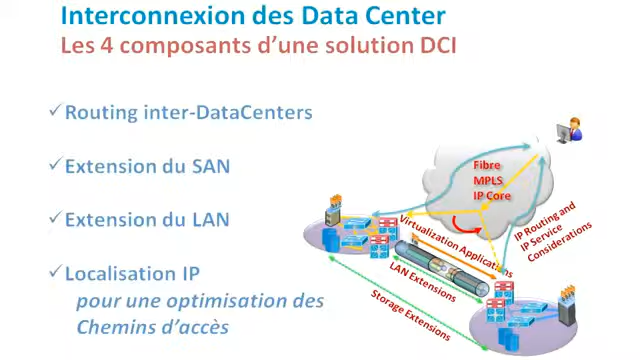 Interconnexion des Data Center
Les 4 composants d’une solution DCI
✓Routing inter-DataCenters
✓Extension du SAN
✓Extension du LAN
✓Localisation IP
pour une optimisation des
Chemins d’accès
Fibre
MPLS
IP Core
IP Routing and
IP Service
Considerations
Virtualization Applications
LAN Extensions
Storage Extensions